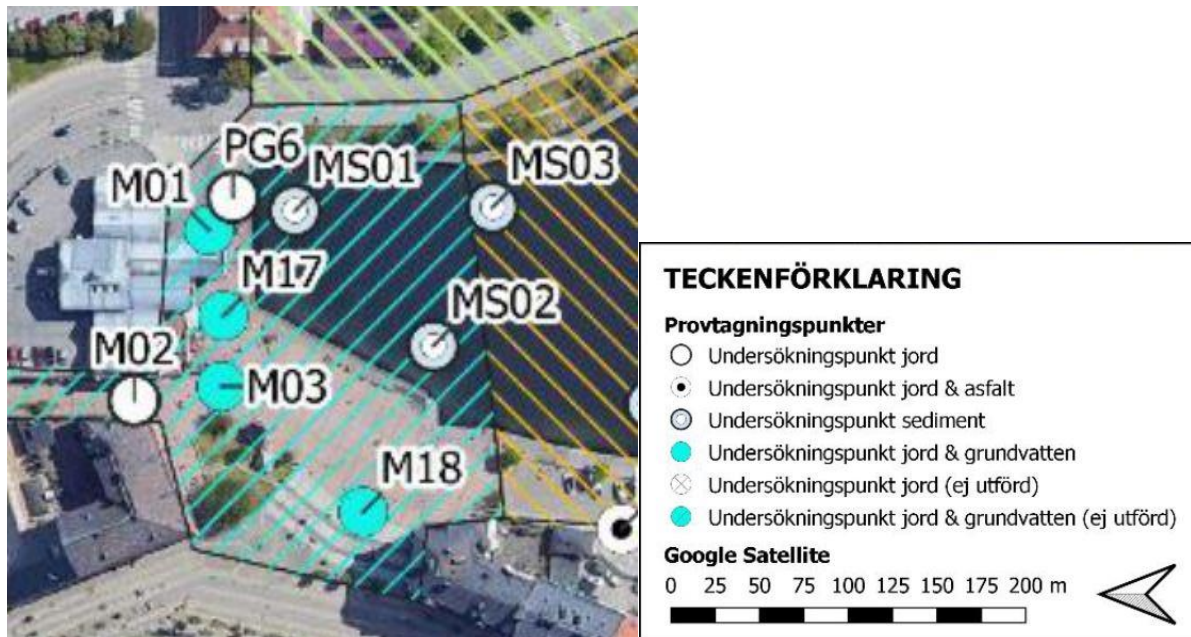 PG6
MS01
M01
MS03
M17
MS02
M02
M03
M18
TECKENFÖRKLARING
Provtagningspunkter
Undersökningspunkt jord
Undersökningspunkt jord & asfalt
Undersökningspunkt sediment
Undersökningspunkt jord & grundvatten
Undersökningspunkt jord (ej utförd)
Undersökningspunkt jord & grundvatten (ej utförd)
Google Satellite
0 25 50 75 100 125 150 175 200 m